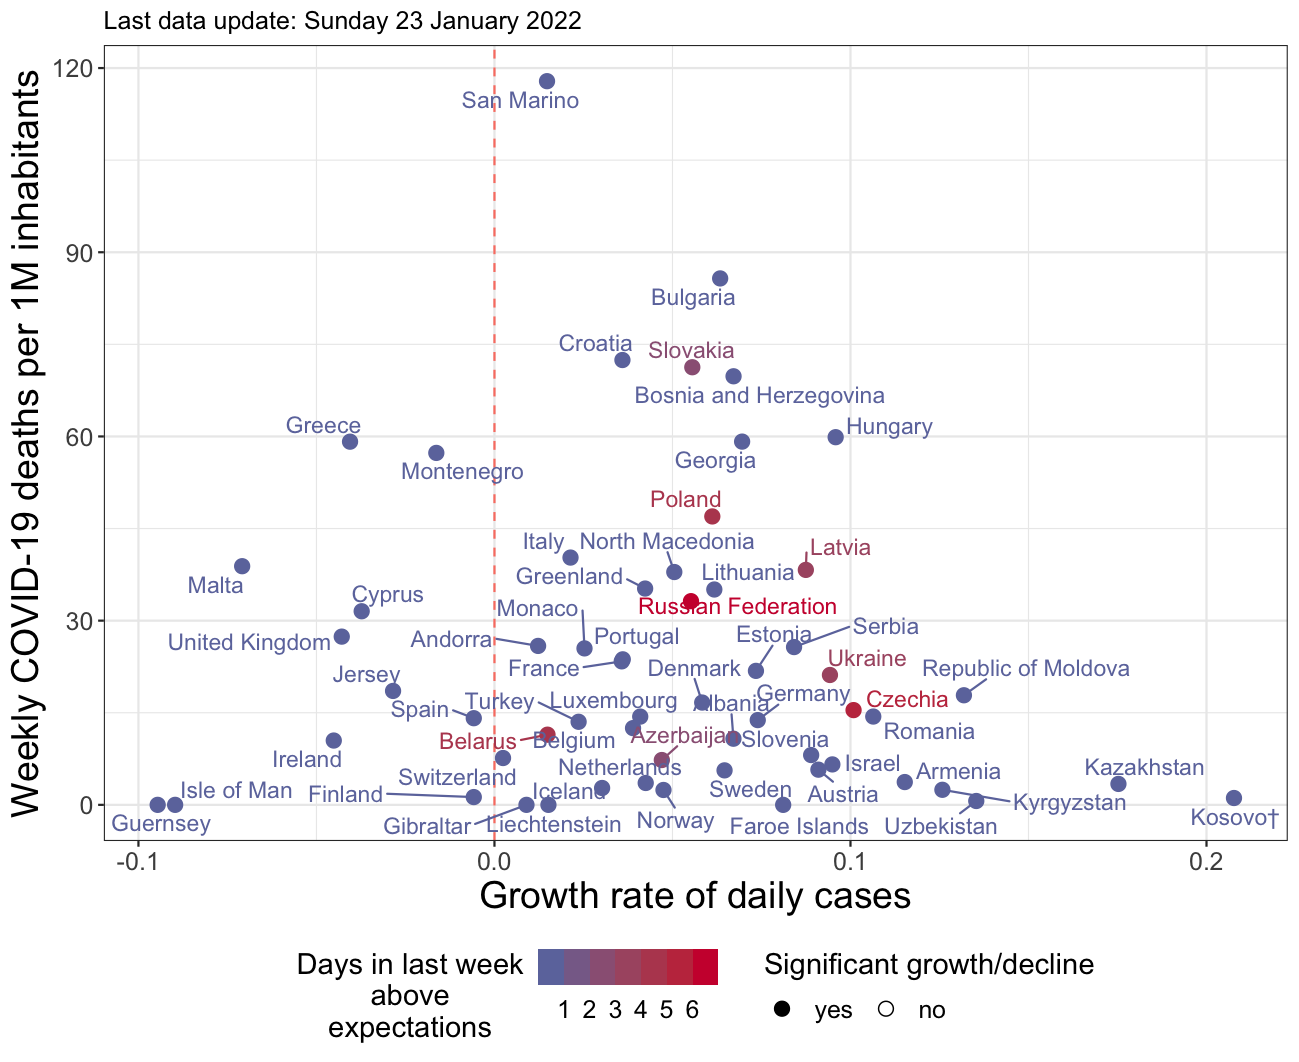 Last data update: Sunday 23 January 2022
Weekly COVID-19 deaths per 1M inhabitants
120
90
60
30
0
San Marino
Bulgaria
Croatia
Slovakia
Bosnia and Herzegovina
Greece
Hungary
Montenegro
Georgia
Poland
Italy
North Macedonia
Latvia
Malta
Greenland
Lithuania
Cyprus
Monaco
Russian Federation
United Kingdom
Andorra
Portugal
Estonia
Serbia
Jersey
France
Denmark
Ukraine
Republic of Moldova
Spain
Turkey
Luxembourg
Albania
Germany
Czechia
Belarus
Belgium
Azerbaijan
Slovenia
Romania
Ireland
Switzerland
Netherlands
Israel
Armenia
Kazakhstan
Isle of Man
Finland
Iceland
Sweden
Austria
Kyrgyzstan
Guernsey
Gibraltar
Liechtenstein
Norway
Faroe Islands
Uzbekistan
Kosovo†
-0.1
0.0
0.1
0.2
Growth rate of daily cases
Days in last week
above
expectations
1 2 3 4 5 6
Significant growth/decline
yes
no